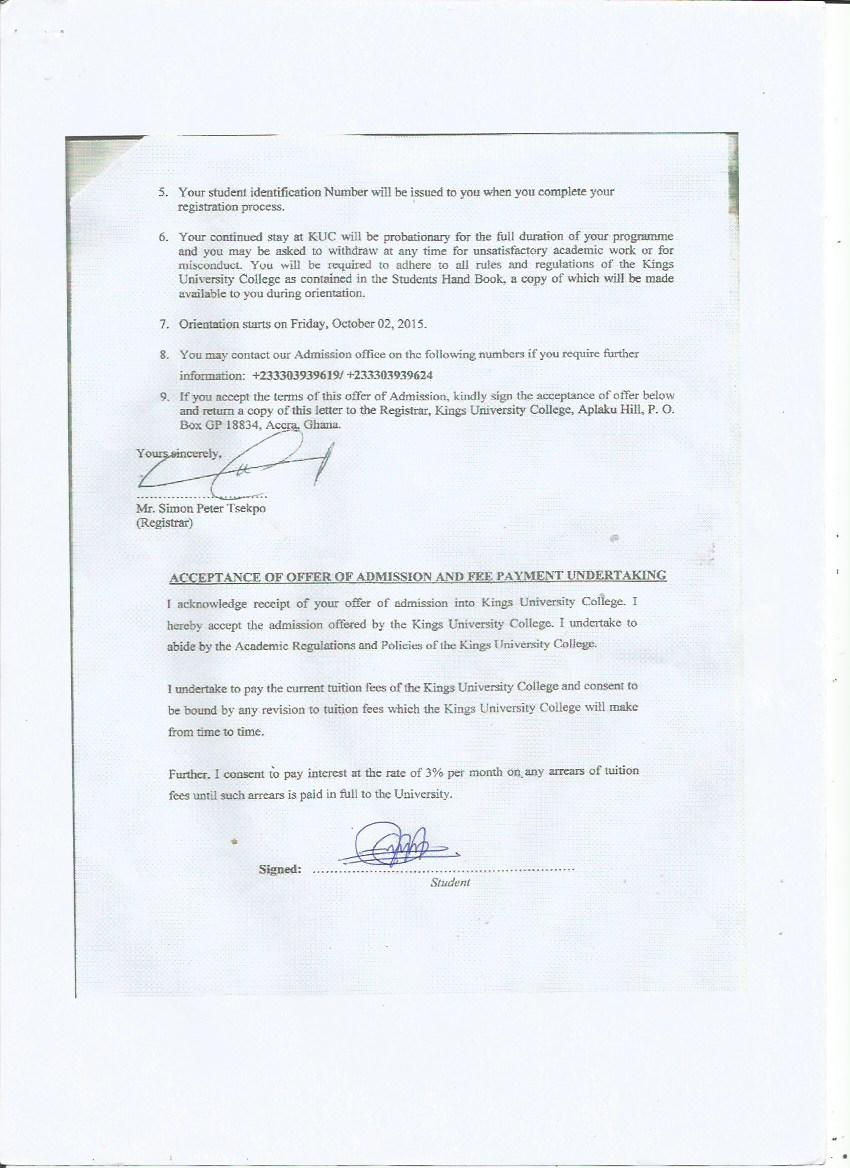 5. Your student identification Number will be issued to you when you complete your
registration process.
6. Your continued stay at KUC will be probationary for the full duration of your programme
and you may be asked to withdraw at any time for unsatisfactory academic work or for
misconduct. You will be required to adhere to all rules and regulations of the Kings
University College as contained in the Students Hand Book, a copy of which will be made
available to you during orientation.
7. Orientation starts on Friday, October 02, 2015.
8. You may contact our Admission office on the following numbers if you require further
information: +233303939619/ +233303939624
9. If you accept the terms of this offer of Admission, kindly sign the acceptance of offer below
and return a copy of this letter to the Registrar, Kings University College, Aplaku Hill, P. O.
Box GP 18834, Accra, Ghana.
Yours sincerely,
Mr. Simon Peter Tsekpo
(Registrar)
ACCEPTANCE OF OFFER OF ADMISSION AND FEE PAYMENT UNDERTAKING
I acknowledge receipt of your offer of admission into Kings University College. I
hereby accept the admission offered by the Kings University College. I undertake to
abide by the Academic Regulations and Policies of the Kings University College.
I undertake to pay the current tuition fees of the Kings University College and consent to
be bound by any revision to tuition fees which the Kings University College will make
from time to time.
Further, I consent to pay interest at the rate of 3% per month on any arrears of tuition
fees until such arrears is paid in full to the University.
Signed:
Student